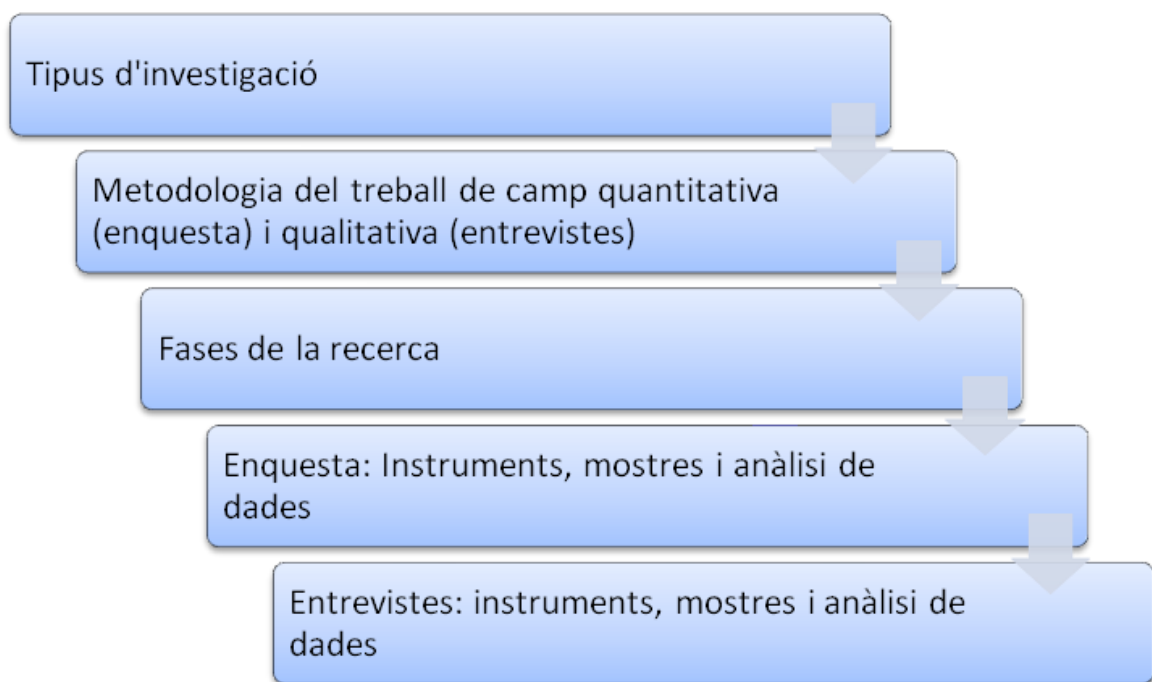 Tipus d'investigació
Metodologia del treball de camp quantitativa
(enquesta) i qualitativa (entrevistes)
Fases de la recerca
Enquesta: Instruments, mostres i anàlisi de
dades
Entrevistes: instruments, mostres i anàlisi de
dades